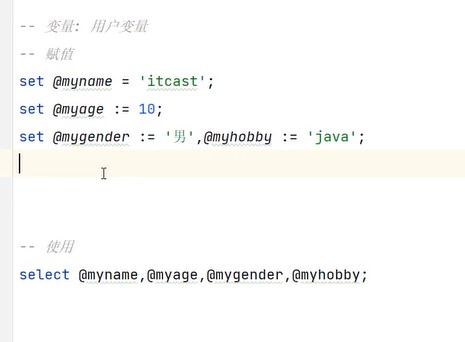 -- 变量: 用户变量
-- 赋值
set @myname = 'itcast';
set @myage := 10;
set @mygender := '男',@myhobby := 'java';
-- 使用
select @myname,@myage,@mygender,@myhobby;